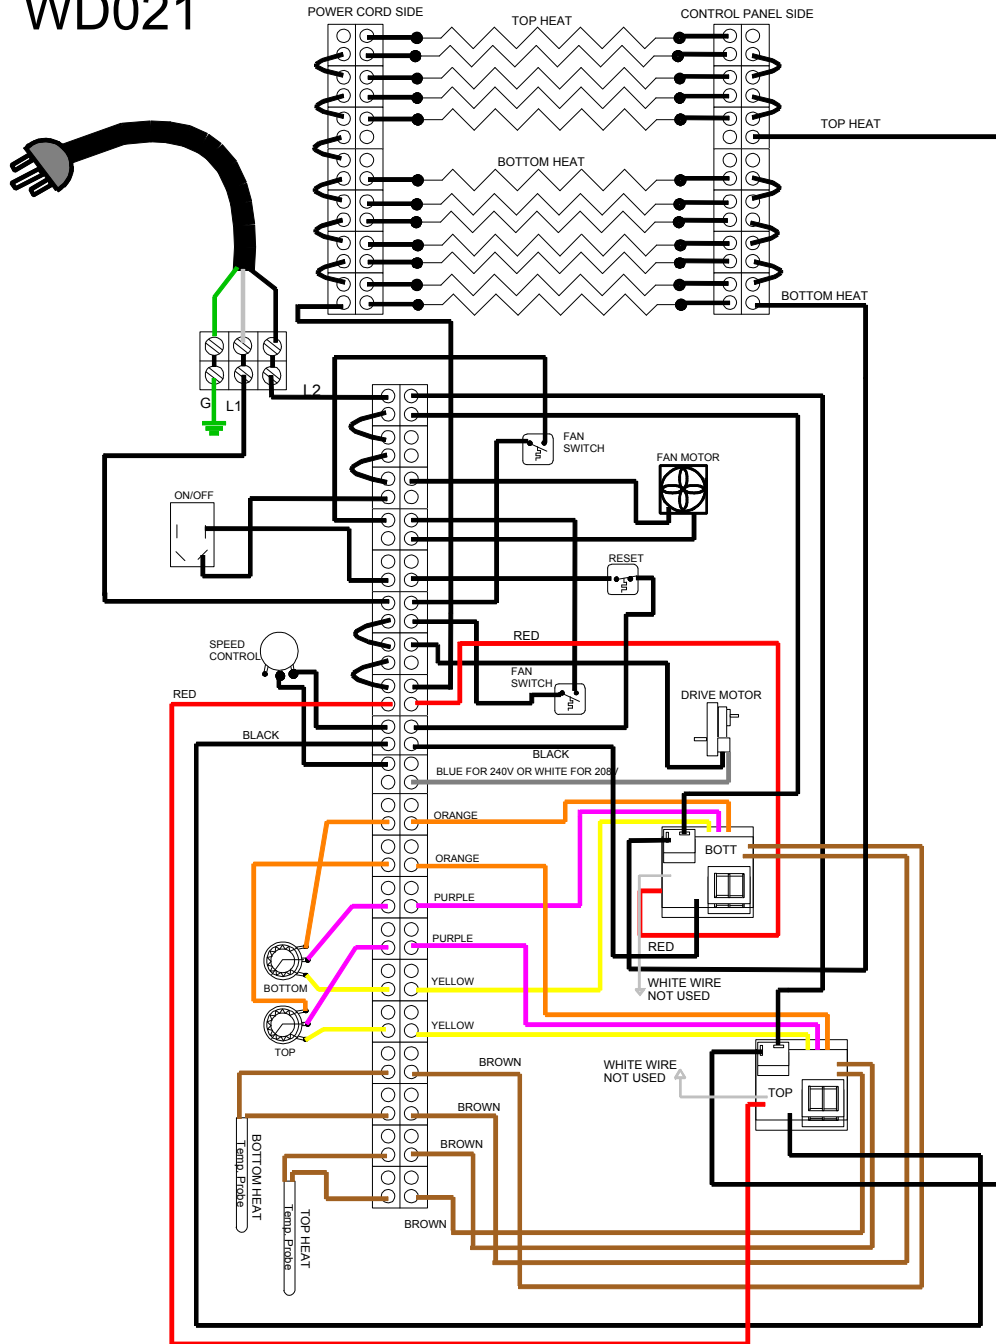 WD021
POWER CORD SIDE
TOP HEAT
CONTROL PANEL SIDE
TOP HEAT
BOTTOM HEAT
BOTTOM HEAT
L2
G
L1
FAN
SWITCH
FAN MOTOR
ON/OFF
RESET
SPEED
CONTROL
RED
FAN
SWITCH
RED
DRIVE MOTOR
BLACK
BLACK
BLUE FOR 240V OR WHITE FOR 208V
ORANGE
BOTT
ORANGE
PURPLE
PURPLE
RED
BOTTOM
YELLOW
WHITE WIRE
NOT USED
YELLOW
TOP
BROWN
WHITE WIRE
NOT USED
TOP
BROWN
BROWN
BOTTOM HEAT
Temp. Probe
TOP HEAT
Temp. Probe
BROWN